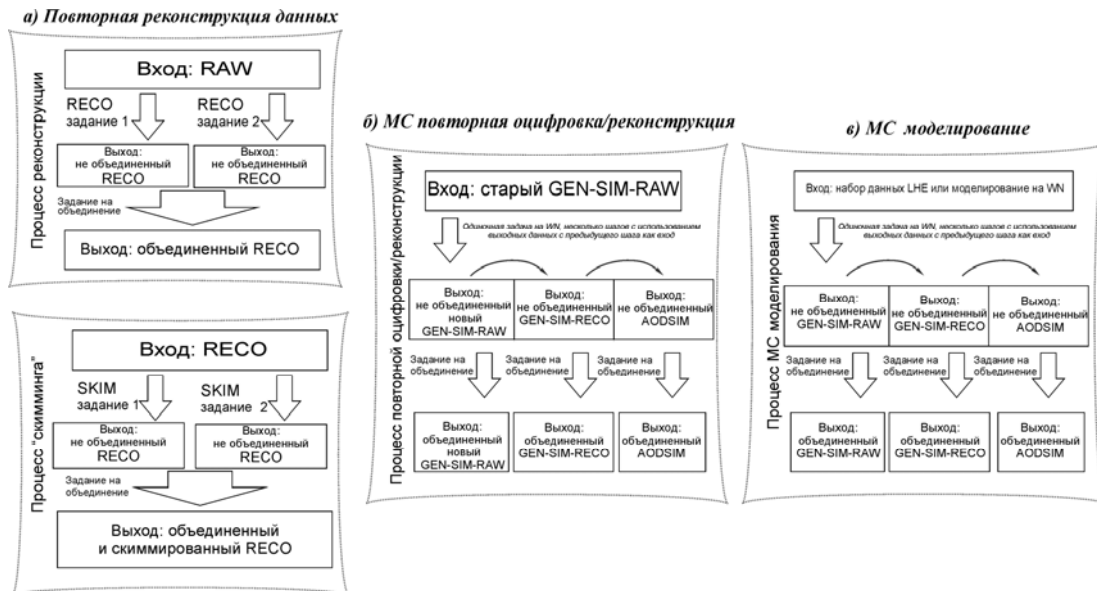 а) Повторная реконструкция данных
Процесс реконструкции
Вход: RAW
RECO
задание 1
RECO
задание 2
Выход:
не объединенный
RECO
Выход:
не объединенный
RECO
Задание на
объединение
Выход: объединенный RECO
Процесс "скимминга"
Вход: RECO
SKIM
задание 1
SKIM
задание 2
Выход:
не объединенный
RECO
Выход:
не объединенный
RECO
Задание на
объединение
Выход: объединенный
и скиммированный RECO
б) МС повторная оцифровка/реконструкция
Процесс повторной оцифровки/реконструкции
Вход: старый GEN-SIM-RAW
Одиночная задача на WN, несколько шагов с использованием
выходных данных с предыдущего шага как вход
Выход:
не объединенный
новый
GEN-SIM-RAW
Выход:
не объединенный
GEN-SIM-RECO
Выход:
не объединенный
AODSIM
Задание на
объединение
Задание на
объединение
Задание на
объединение
Выход:
объединенный
новый
GEN-SIM-RAW
Выход:
объединенный
GEN-SIM-RECO
Выход:
объединенный
AODSIM
в) МС моделирование
Процесс МС моделирования
Вход: набор данных LHE или моделирование на WN
Одиночная задача на WN, несколько шагов с использованием
выходных данных с предыдущего шага как вход
Выход:
не объединенный
GEN-SIM-RAW
Выход:
не объединенный
GEN-SIM-RECO
Выход:
не объединенный
AODSIM
Задание на
объединение
Задание на
объединение
Задание на
объединение
Выход:
объединенный
GEN-SIM-RAW
Выход:
объединенный
GEN-SIM-RECO
Выход:
объединенный
AODSIM